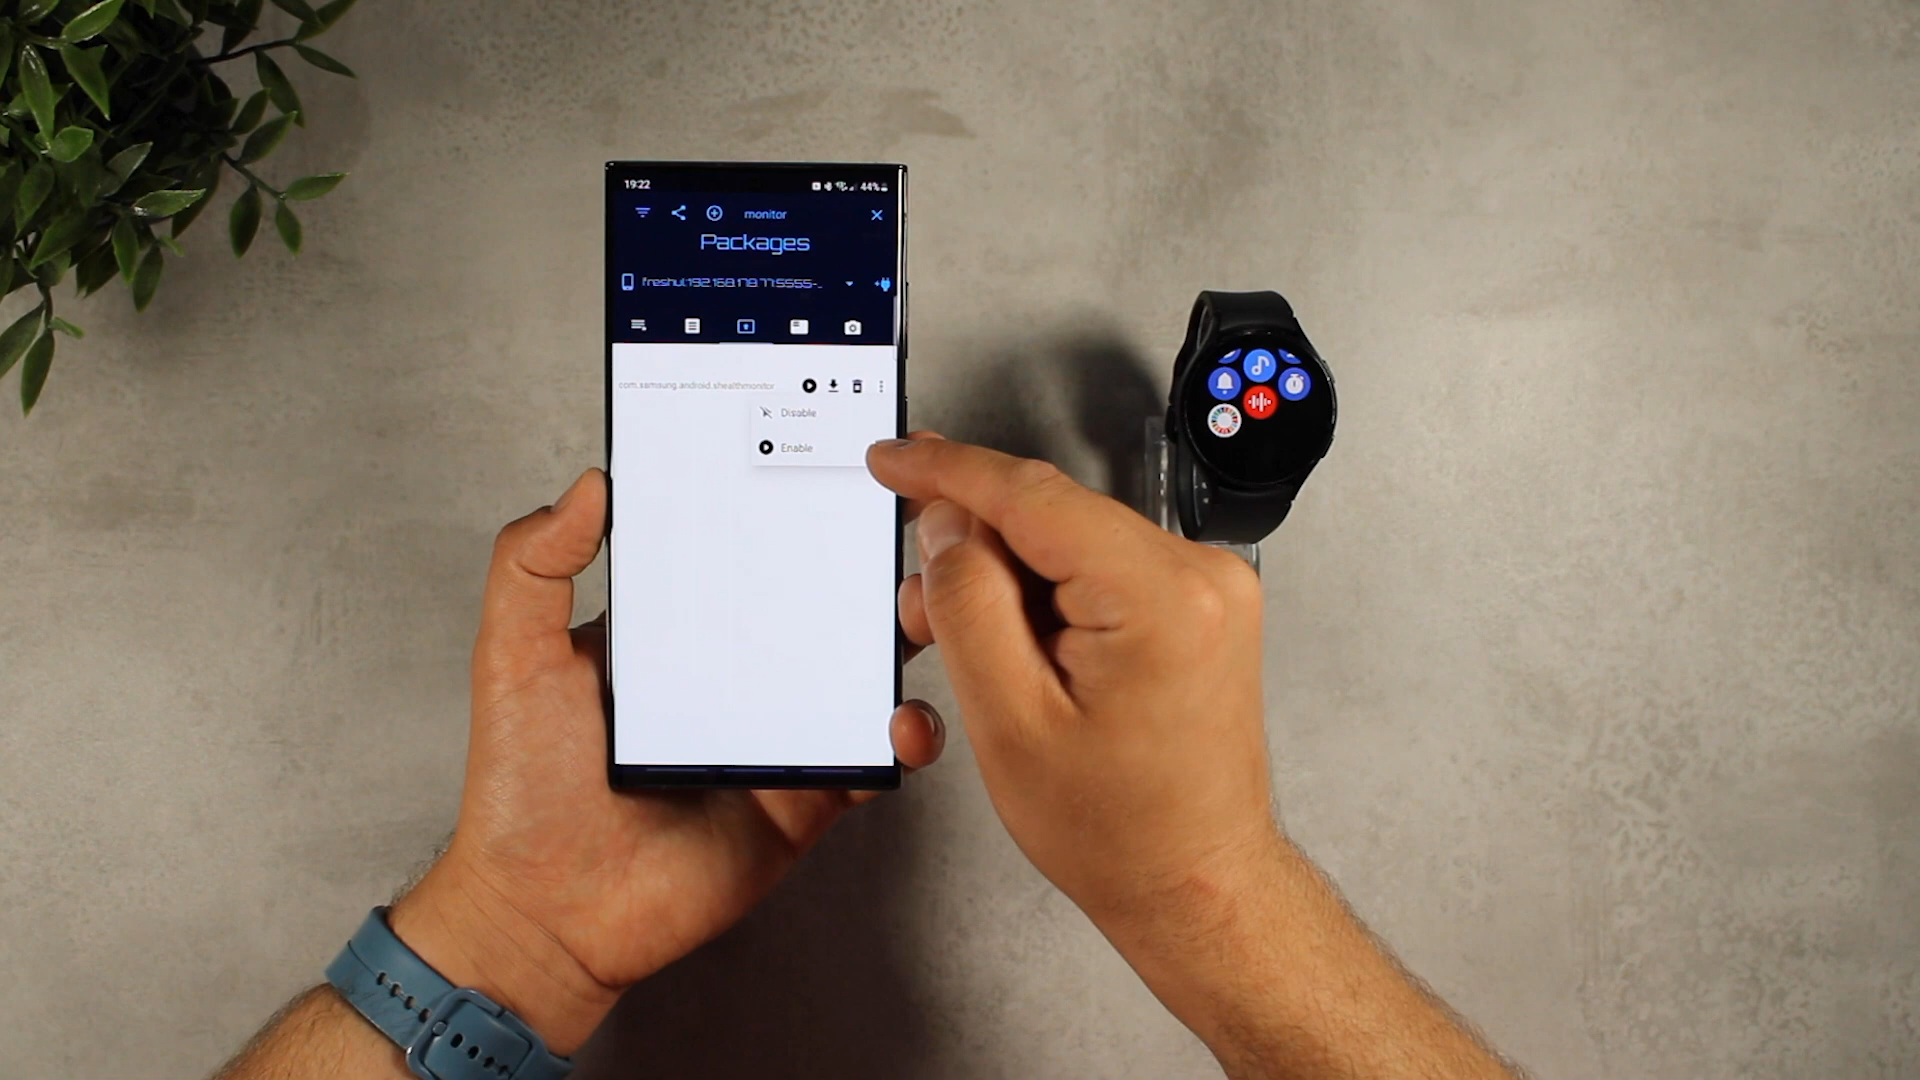 19:22 44%
monitor
Packages
com.samsung.android.shealthmonitor
Disable
Enable